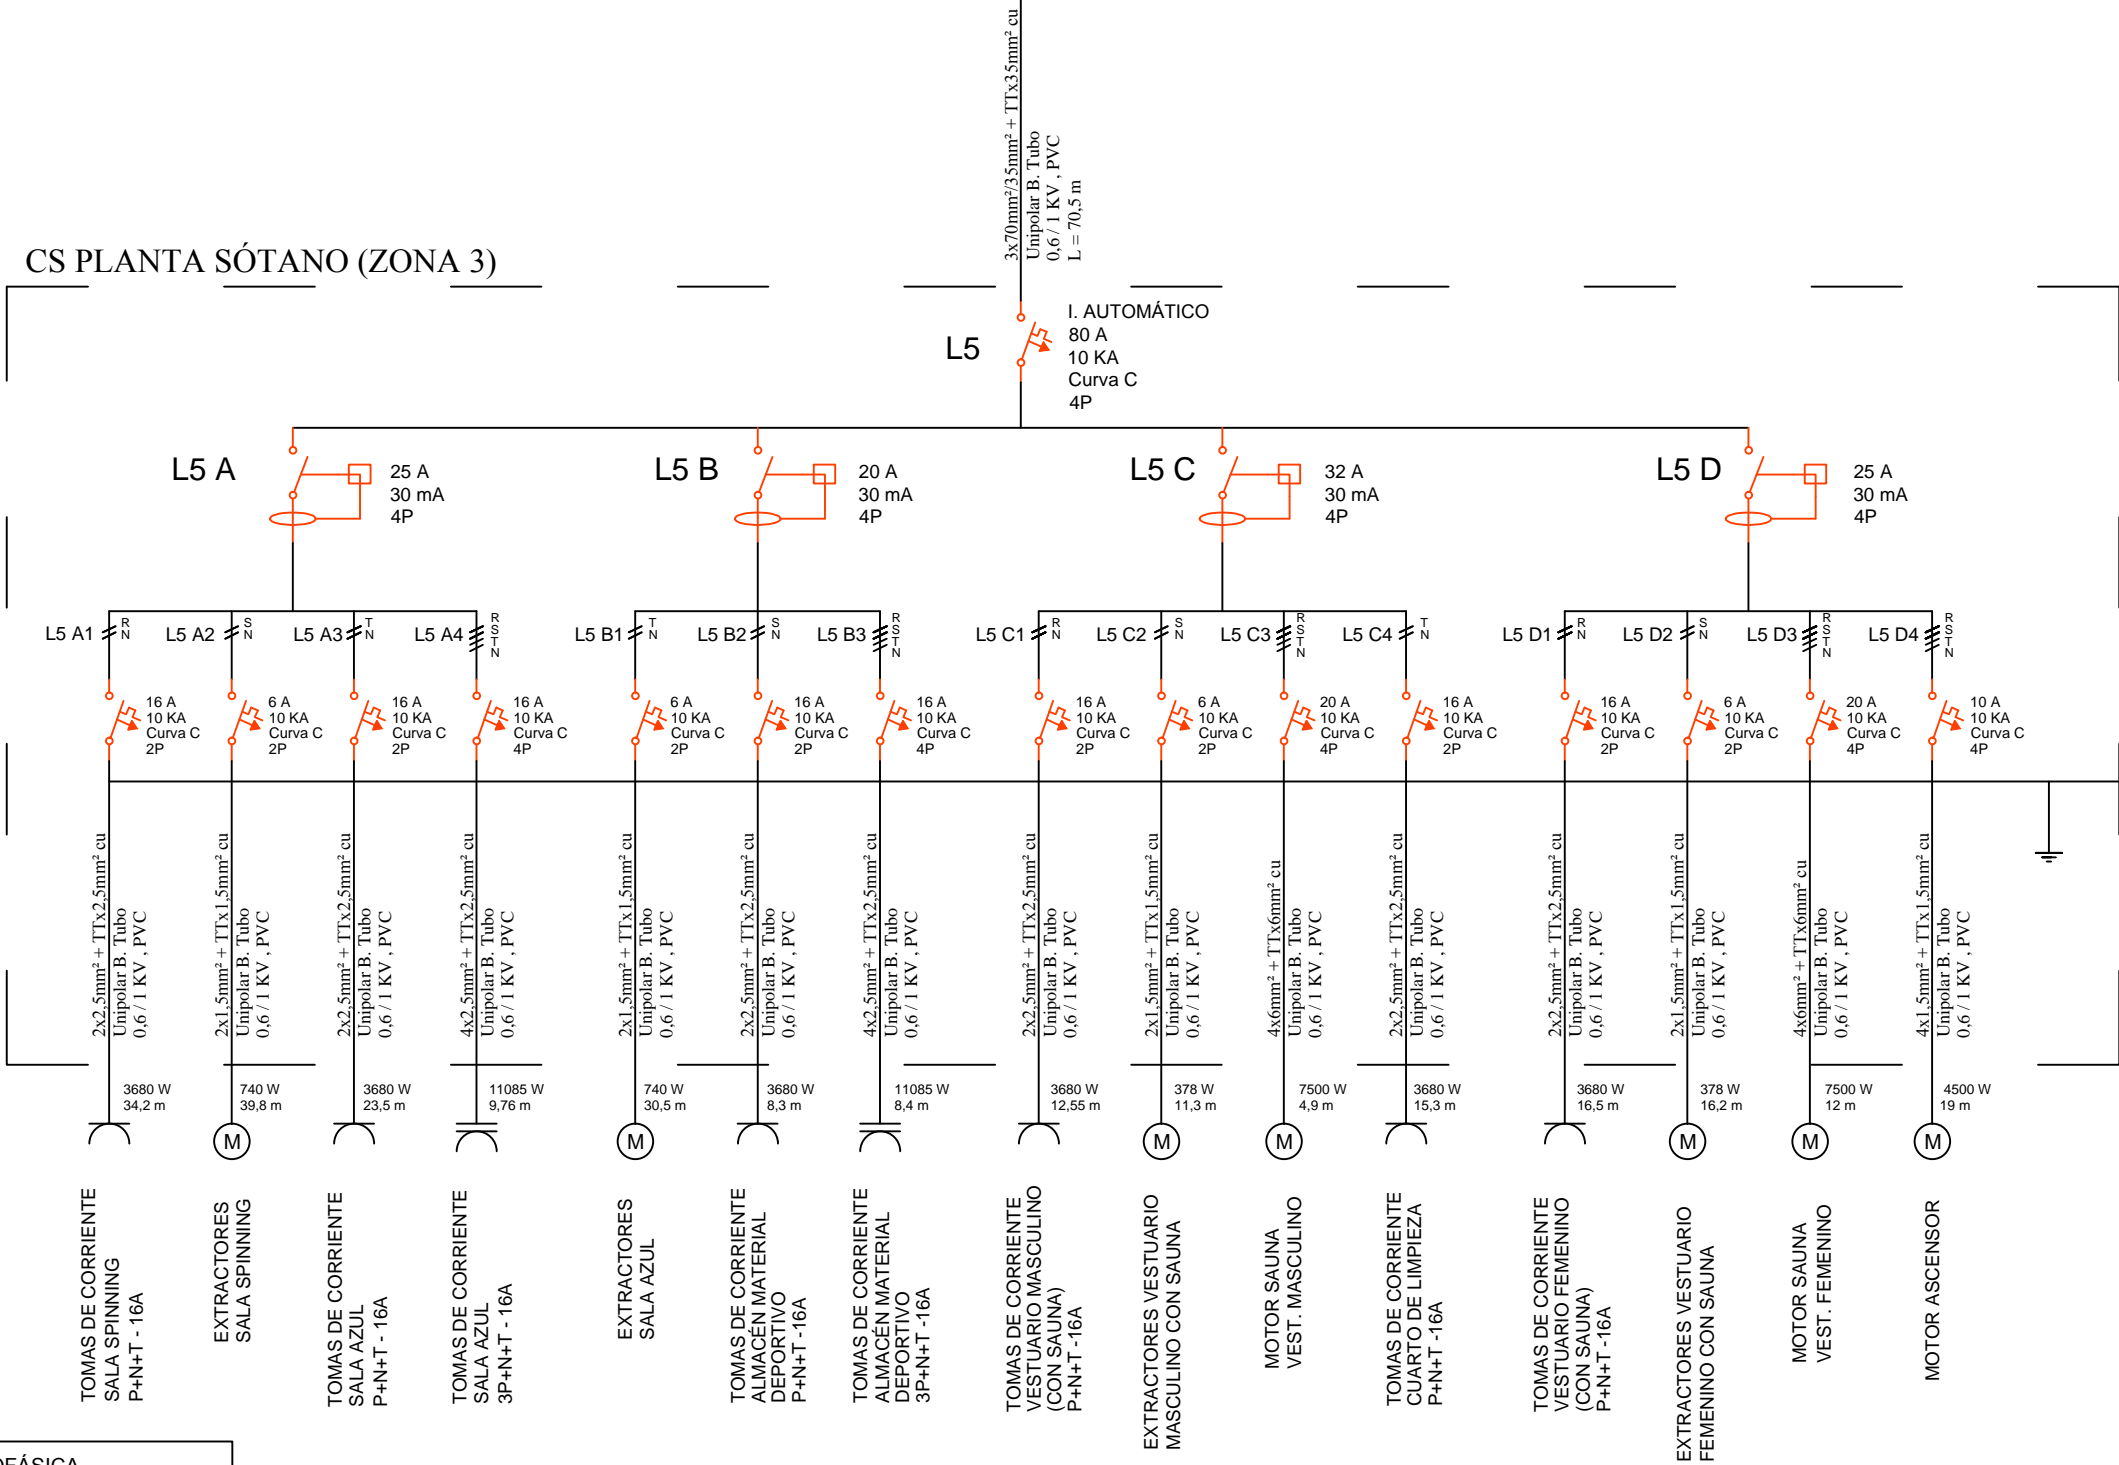 3x70mm²/35mm² + TTx35mm² cu
Unipolar B. Tubo
0,6 / 1 KV , PVC
L = 70,5 m
CS PLANTA SÓTANO (ZONA 3)
L5
I. AUTOMÁTICO
80 A
10 KA
Curva C
4P
L5 A
25 A
30 mA
4P
L5 B
20 A
30 mA
4P
L5 C
32 A
30 mA
4P
L5 D
25 A
30 mA
4P
L5 A1
R
N
L5 A2
S
N
L5 A3
T
N
L5 A4
R
S
T
N
L5 B1
T
N
L5 B2
S
N
L5 B3
R
S
T
N
L5 C1
R
N
L5 C2
S
N
L5 C3
R
S
T
N
L5 C4
T
N
L5 D1
R
N
L5 D2
S
N
L5 D3
R
S
T
N
L5 D4
R
S
T
N
16 A
10 KA
Curva C
2P
6 A
10 KA
Curva C
2P
16 A
10 KA
Curva C
2P
16 A
10 KA
Curva C
4P
6 A
10 KA
Curva C
2P
16 A
10 KA
Curva C
2P
16 A
10 KA
Curva C
4P
16 A
10 KA
Curva C
2P
6 A
10 KA
Curva C
2P
20 A
10 KA
Curva C
4P
16 A
10 KA
Curva C
2P
16 A
10 KA
Curva C
2P
6 A
10 KA
Curva C
2P
20 A
10 KA
Curva C
4P
10 A
10 KA
Curva C
4P
2x2,5mm² + TTx2,5mm² cu
Unipolar B. Tubo
0,6 / 1 KV , PVC
2x1,5mm² + TTx1,5mm² cu
Unipolar B. Tubo
0,6 / 1 KV , PVC
2x2,5mm² + TTx2,5mm² cu
Unipolar B. Tubo
0,6 / 1 KV , PVC
4x2,5mm² + TTx2,5mm² cu
Unipolar B. Tubo
0,6 / 1 KV , PVC
2x1,5mm² + TTx1,5mm² cu
Unipolar B. Tubo
0,6 / 1 KV , PVC
2x2,5mm² + TTx2,5mm² cu
Unipolar B. Tubo
0,6 / 1 KV , PVC
4x2,5mm² + TTx2,5mm² cu
Unipolar B. Tubo
0,6 / 1 KV , PVC
2x2,5mm² + TTx2,5mm² cu
Unipolar B. Tubo
0,6 / 1 KV , PVC
2x1,5mm² + TTx1,5mm² cu
Unipolar B. Tubo
0,6 / 1 KV , PVC
4x6mm² + TTx6mm² cu
Unipolar B. Tubo
0,6 / 1 KV , PVC
2x2,5mm² + TTx2,5mm² cu
Unipolar B. Tubo
0,6 / 1 KV , PVC
2x2,5mm² + TTx2,5mm² cu
Unipolar B. Tubo
0,6 / 1 KV , PVC
2x1,5mm² + TTx1,5mm² cu
Unipolar B. Tubo
0,6 / 1 KV , PVC
4x6mm² + TTx6mm² cu
Unipolar B. Tubo
0,6 / 1 KV , PVC
4x1,5mm² + TTx1,5mm² cu
Unipolar B. Tubo
0,6 / 1 KV , PVC
3680 W
34,2 m
740 W
39,8 m
3680 W
23,5 m
11085 W
9,76 m
740 W
30,5 m
3680 W
8,3 m
11085 W
8,4 m
3680 W
12,55 m
378 W
11,3 m
7500 W
4,9 m
3680 W
15,3 m
3680 W
16,5 m
378 W
16,2 m
7500 W
12 m
4500 W
19 m
M
M
M
M
M
M
M
TOMAS DE CORRIENTE
SALA SPINNING
P+N+T - 16A
EXTRACTORES
SALA SPINNING
TOMAS DE CORRIENTE
SALA AZUL
P+N+T - 16A
TOMAS DE CORRIENTE
SALA AZUL
3P+N+T - 16A
EXTRACTORES
SALA AZUL
TOMAS DE CORRIENTE
ALMACÉN MATERIAL
DEPORTIVO
P+N+T -16A
TOMAS DE CORRIENTE
ALMACÉN MATERIAL
DEPORTIVO
3P+N+T -16A
TOMAS DE CORRIENTE
VESTUARIO MASCULINO
(CON SAUNA)
P+N+T -16A
EXTRACTORES VESTUARIO
MASCULINO CON SAUNA
MOTOR SAUNA
VEST. MASCULINO
TOMAS DE CORRIENTE
CUARTO DE LIMPIEZA
P+N+T -16A
TOMAS DE CORRIENTE
VESTUARIO FEMENINO
(CON SAUNA)
P+N+T -16A
EXTRACTORES VESTUARIO
FEMENINO CON SAUNA
MOTOR SAUNA
VEST. FEMENINO
MOTOR ASCENSOR